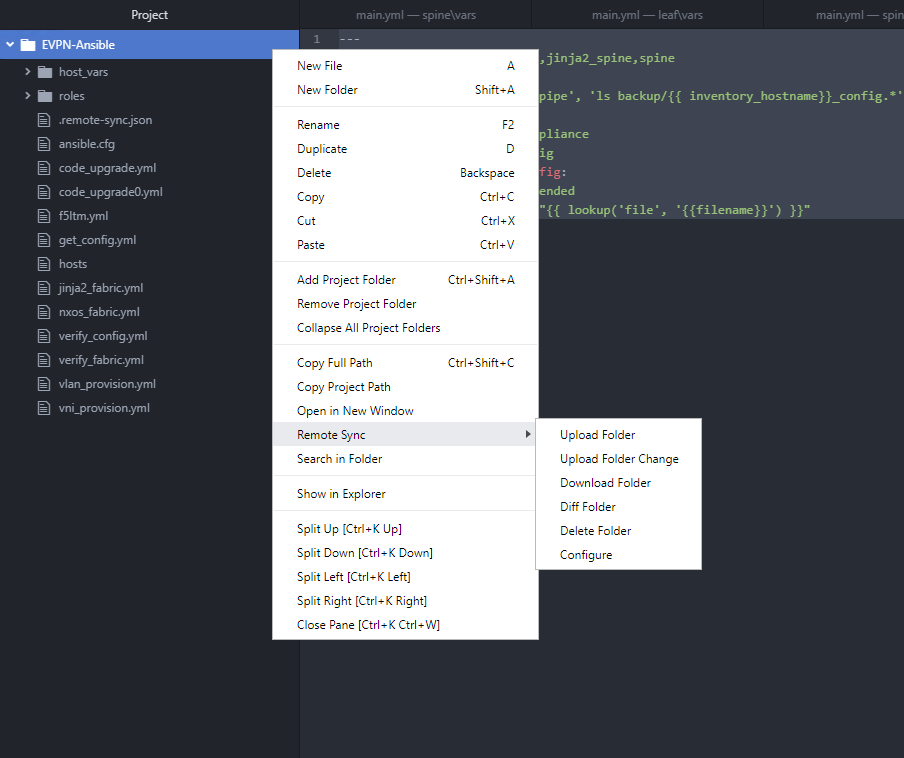 Project
main.yml — spine\vars
main.yml — leaf\vars
main.yml — spin
EVPN-Ansible
host_vars
roles
.remote-sync.json
ansible.cfg
code_upgrade.yml
code_upgrade0.yml
f5ltm.yml
get_config.yml
hosts
jinja2_fabric.yml
nxos_fabric.yml
verify_config.yml
verify_fabric.yml
vlan_provision.yml
vni_provision.yml
1 ---
,jinja2_spine,spine
pipe', 'ls backup/{{ inventory_hostname}}_config.*'
pliance
ig
fig:
ended
"{{ lookup('file', '{{filename}}') }}"
New File A
New Folder Shift+A
Rename F2
Duplicate D
Delete Backspace
Copy Ctrl+C
Cut Ctrl+X
Paste Ctrl+V
Add Project Folder Ctrl+Shift+A
Remove Project Folder
Collapse All Project Folders
Copy Full Path Ctrl+Shift+C
Copy Project Path
Open in New Window
Remote Sync
Search in Folder
Show in Explorer
Split Up [Ctrl+K Up]
Split Down [Ctrl+K Down]
Split Left [Ctrl+K Left]
Split Right [Ctrl+K Right]
Close Pane [Ctrl+K Ctrl+W]
Upload Folder
Upload Folder Change
Download Folder
Diff Folder
Delete Folder
Configure